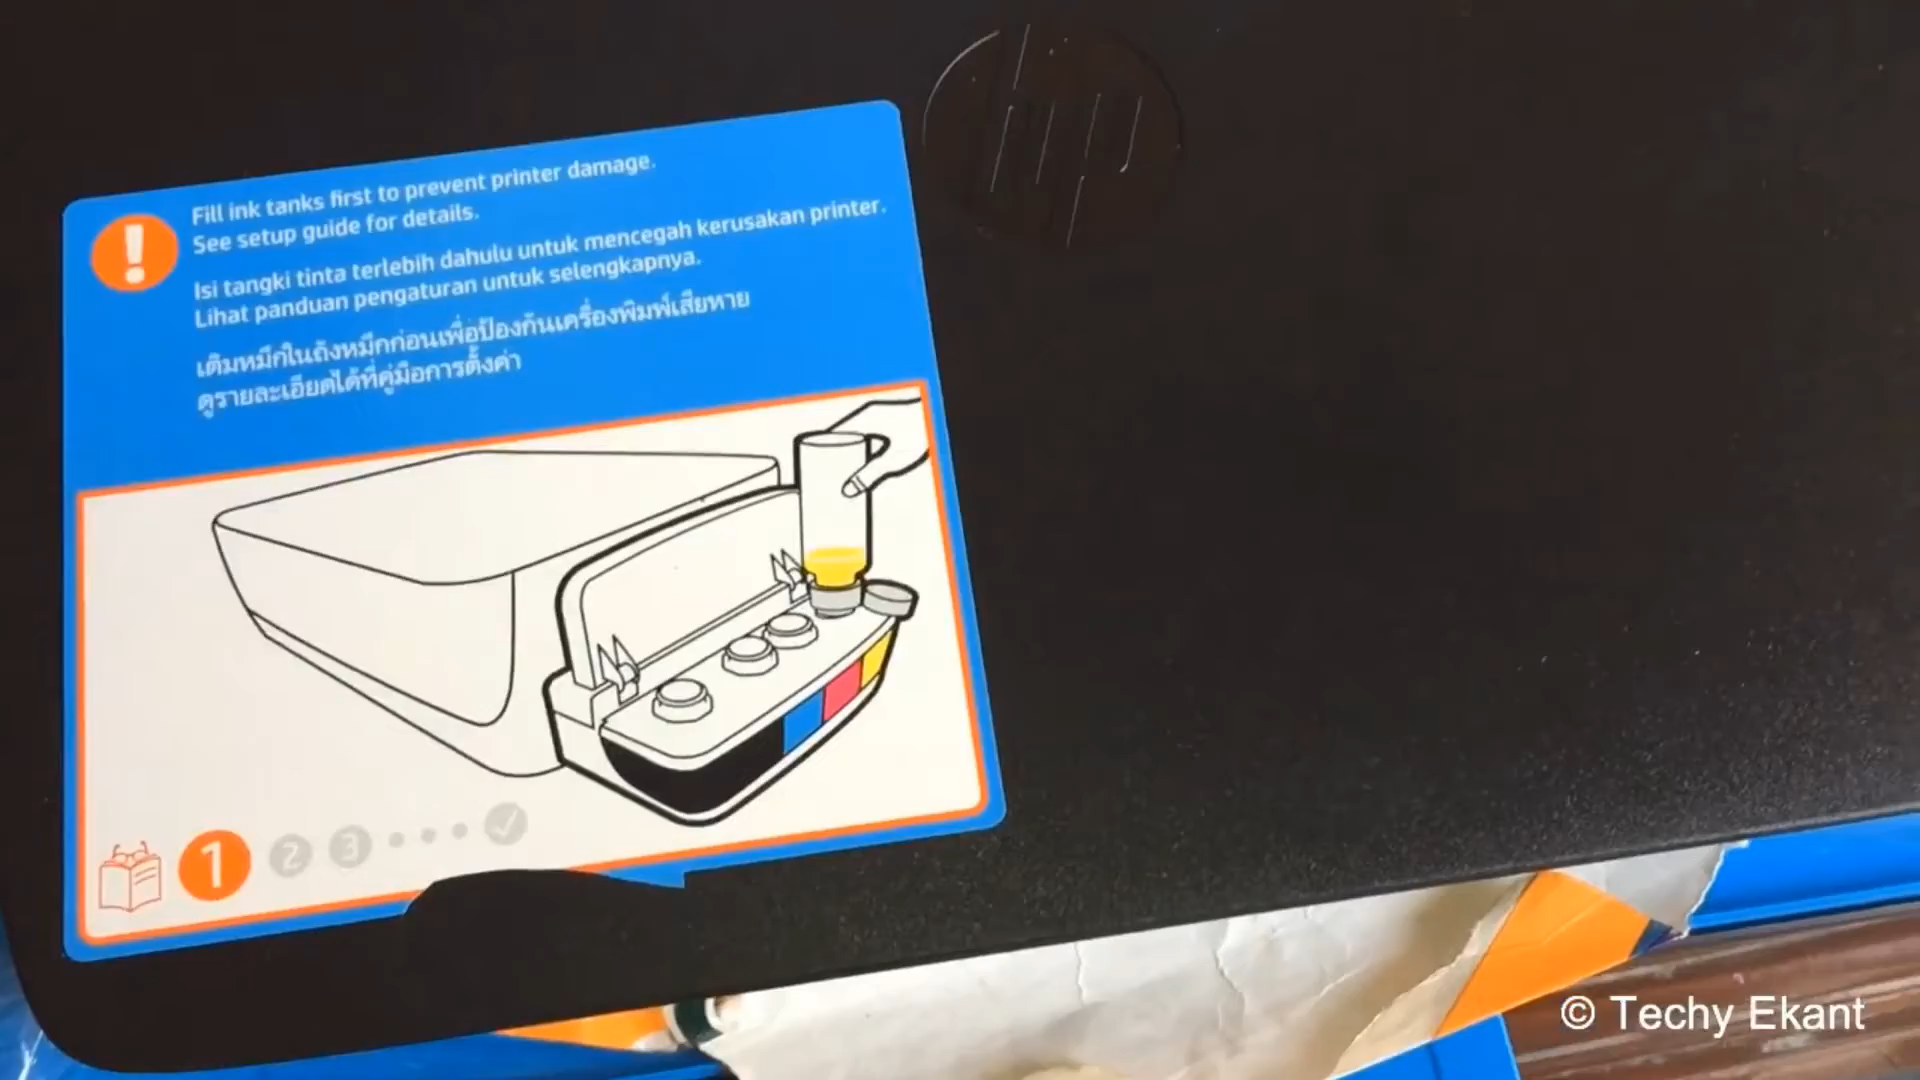 hp
Fill ink tanks first to prevent printer damage.
See setup guide for details.
Isi tangki tinta terlebih dahulu untuk mencegah kerusakan printer.
Lihat panduan pengaturan untuk selengkapnya.
เติมหมึกในถังหมึกก่อนเพื่อป้องกันเครื่องพิมพ์เสียหาย
ดูรายละเอียดได้ที่คู่มือการตั้งค่า
1 2 3
© Techy Ekant